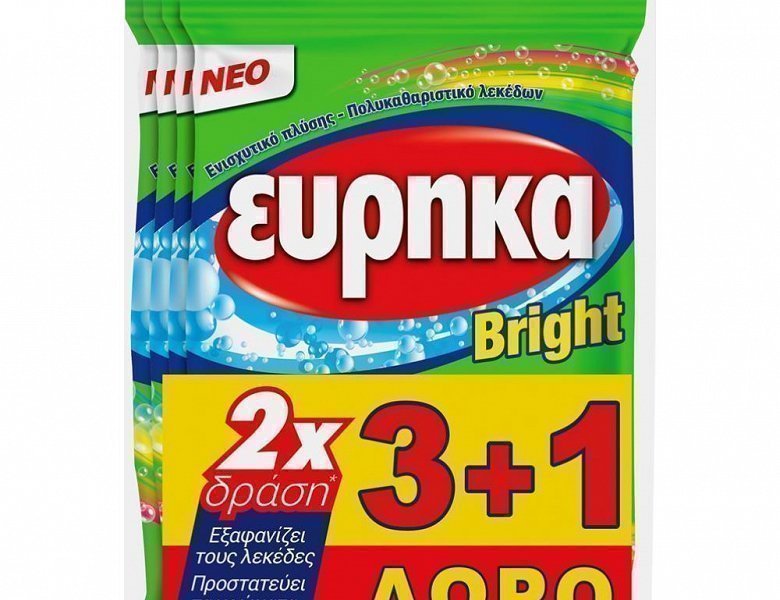 ΝΕΟ
Ενισχυτικό πλύσης - Πολυκαθαριστικό λεκέδων
ευρηκα
Bright
2x
δράση*
3+1
Εξαφανίζει
τους λεκέδες
Προστατεύει
ΔΩΡΟ